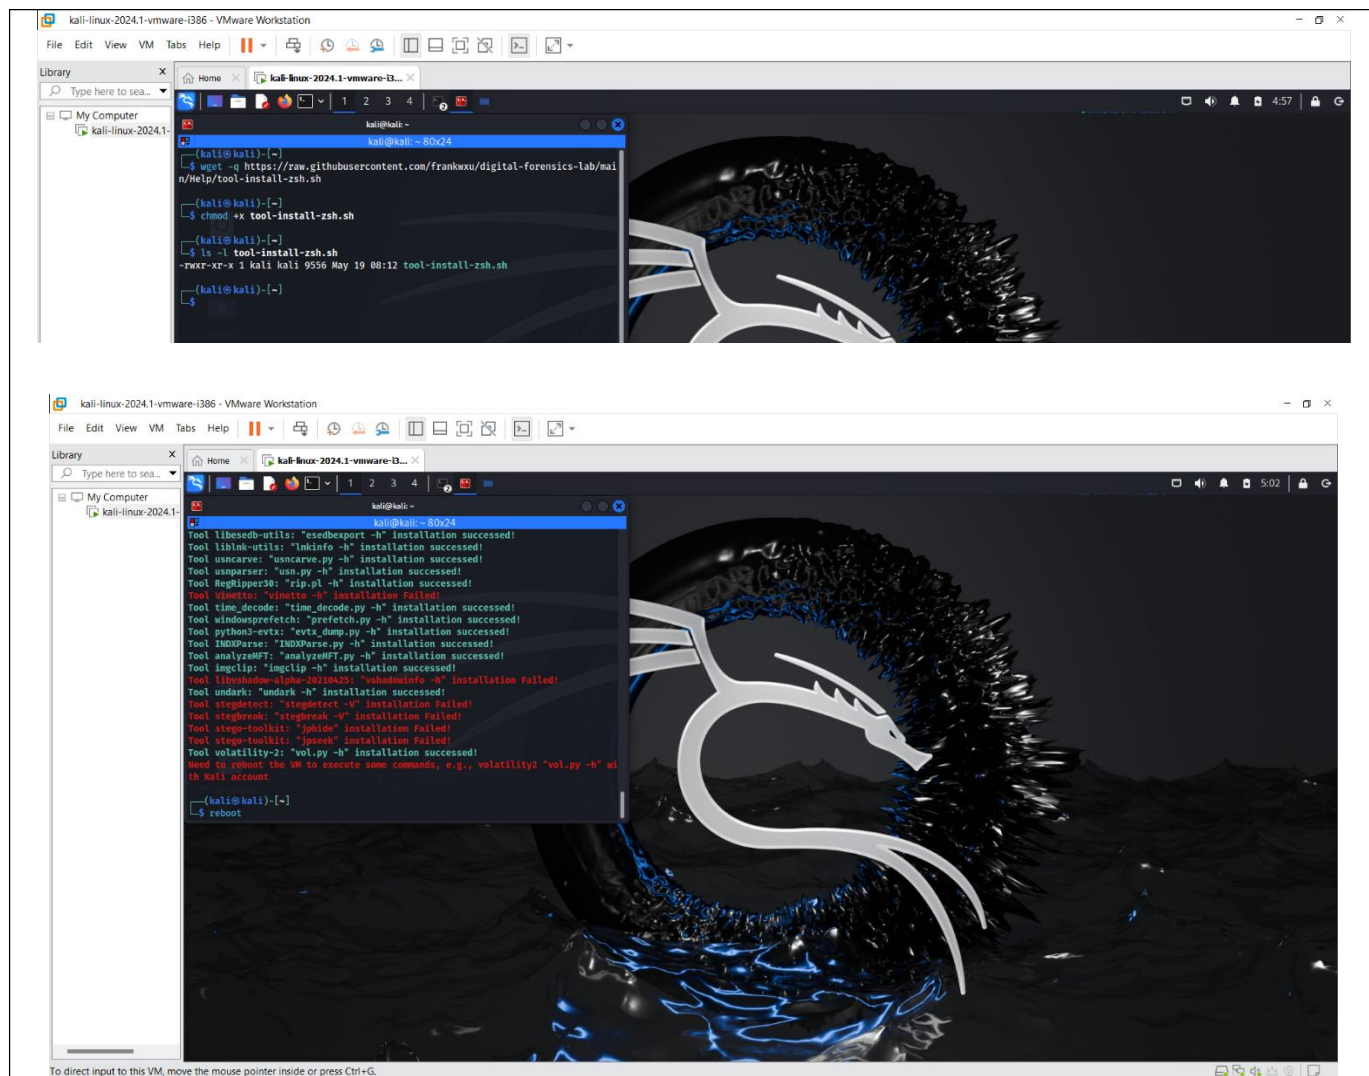 kali-linux-2024.1-vmware-i386 - VMware Workstation
File Edit View VM Tabs Help
Library X
Home
kali-linux-2024.1-vmware-i3...
Type here to sea...
1 2 3 4
2
4:57
My Computer
kali-linux-2024.1-
kali@kali: ~
kali@kali: ~ 80x24
(kali㉿kali)-[~]
$ wget -q https://raw.githubusercontent.com/frankwxu/digital-forensics-lab/mai
n/Help/tool-install-zsh.sh
(kali㉿kali)-[~]
$ chmod +x tool-install-zsh.sh
(kali㉿kali)-[~]
$ ls -l tool-install-zsh.sh
-rwxr-xr-x 1 kali kali 9556 May 19 08:12 tool-install-zsh.sh
(kali㉿kali)-[~]
$
kali-linux-2024.1-vmware-i386 - VMware Workstation
File Edit View VM Tabs Help
Library X
Home
kali-linux-2024.1-vmware-i3...
Type here to sea...
1 2 3 4
2
5:02
My Computer
kali-linux-2024.1-
kali@kali: ~
kali@kali: ~ 80x24
Tool libesedb-utils: "esedbexport -h" installation successed!
Tool liblnk-utils: "lnkinfo -h" installation successed!
Tool usncarve: "usncarve.py -h" installation successed!
Tool usnparser: "usn.py -h" installation successed!
Tool RegRipper30: "rip.pl -h" installation successed!
Tool Vinetto: "vinetto -h" installation Failed!
Tool time_decode: "time_decode.py -h" installation successed!
Tool windowsprefetch: "prefetch.py -h" installation successed!
Tool python3-evtx: "evtx_dump.py -h" installation successed!
Tool INDXParse: "INDXParse.py -h" installation successed!
Tool analyzeMFT: "analyzeMFT.py -h" installation successed!
Tool imgclip: "imgclip -h" installation successed!
Tool libvshadow-alpha-20210425: "vshadowinfo -h" installation Failed!
Tool undark: "undark -h" installation successed!
Tool stegdetect: "stegdetect -V" installation Failed!
Tool stegbreak: "stegbreak -V" installation Failed!
Tool stego-toolkit: "jphide" installation Failed!
Tool stego-toolkit: "jpseek" installation Failed!
Tool volatility-2: "vol.py -h" installation successed!
Need to reboot the VM to execute some commands, e.g., volatility2 "vol.py -h" wi
th Kali account
(kali㉿kali)-[~]
$ reboot
To direct input to this VM, move the mouse pointer inside or press Ctrl+G.